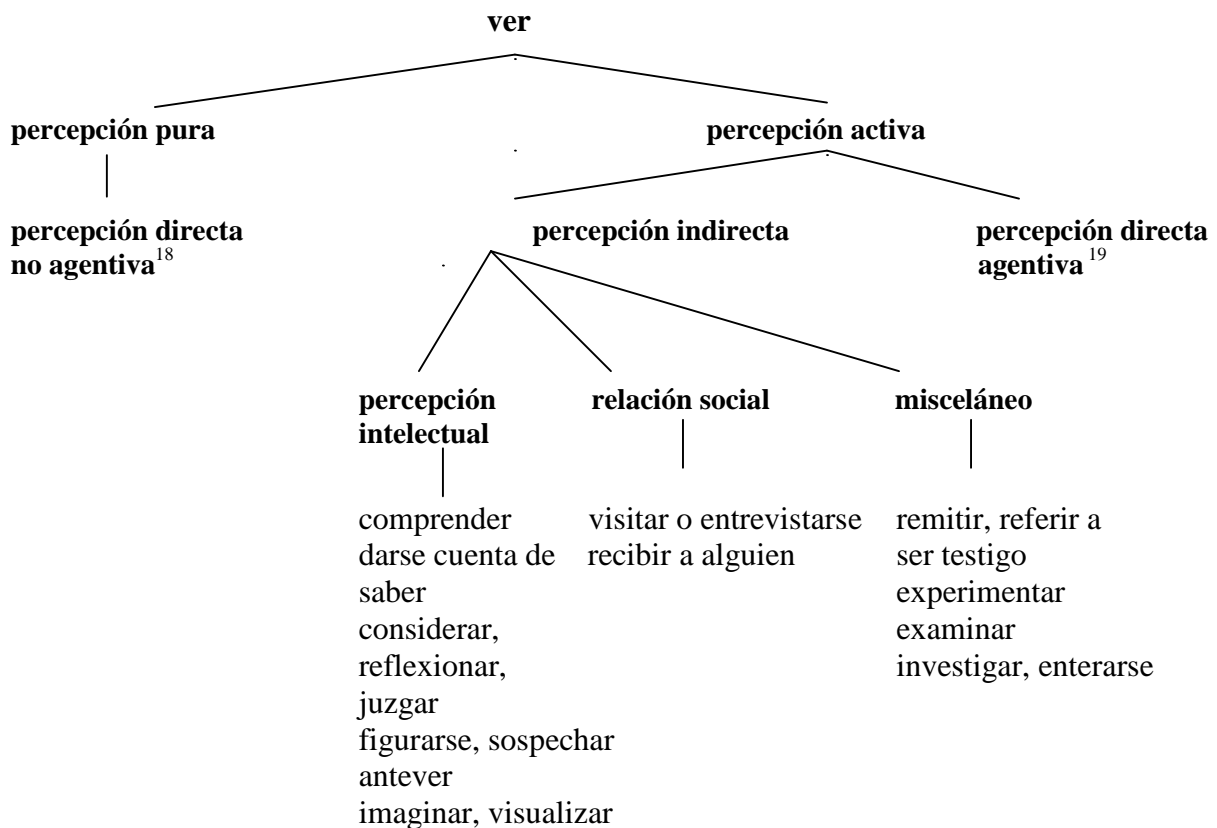 ver
percepción pura
percepción activa
percepción directa
no agentiva18
percepción indirecta
percepción directa
agentiva 19
percepción
intelectual
relación social
misceláneo
comprender
darse cuenta de
saber
considerar,
reflexionar,
juzgar
figurarse, sospechar
antever
imaginar, visualizar
visitar o entrevistarse
recibir a alguien
remitir, referir a
ser testigo
experimentar
examinar
investigar, enterarse